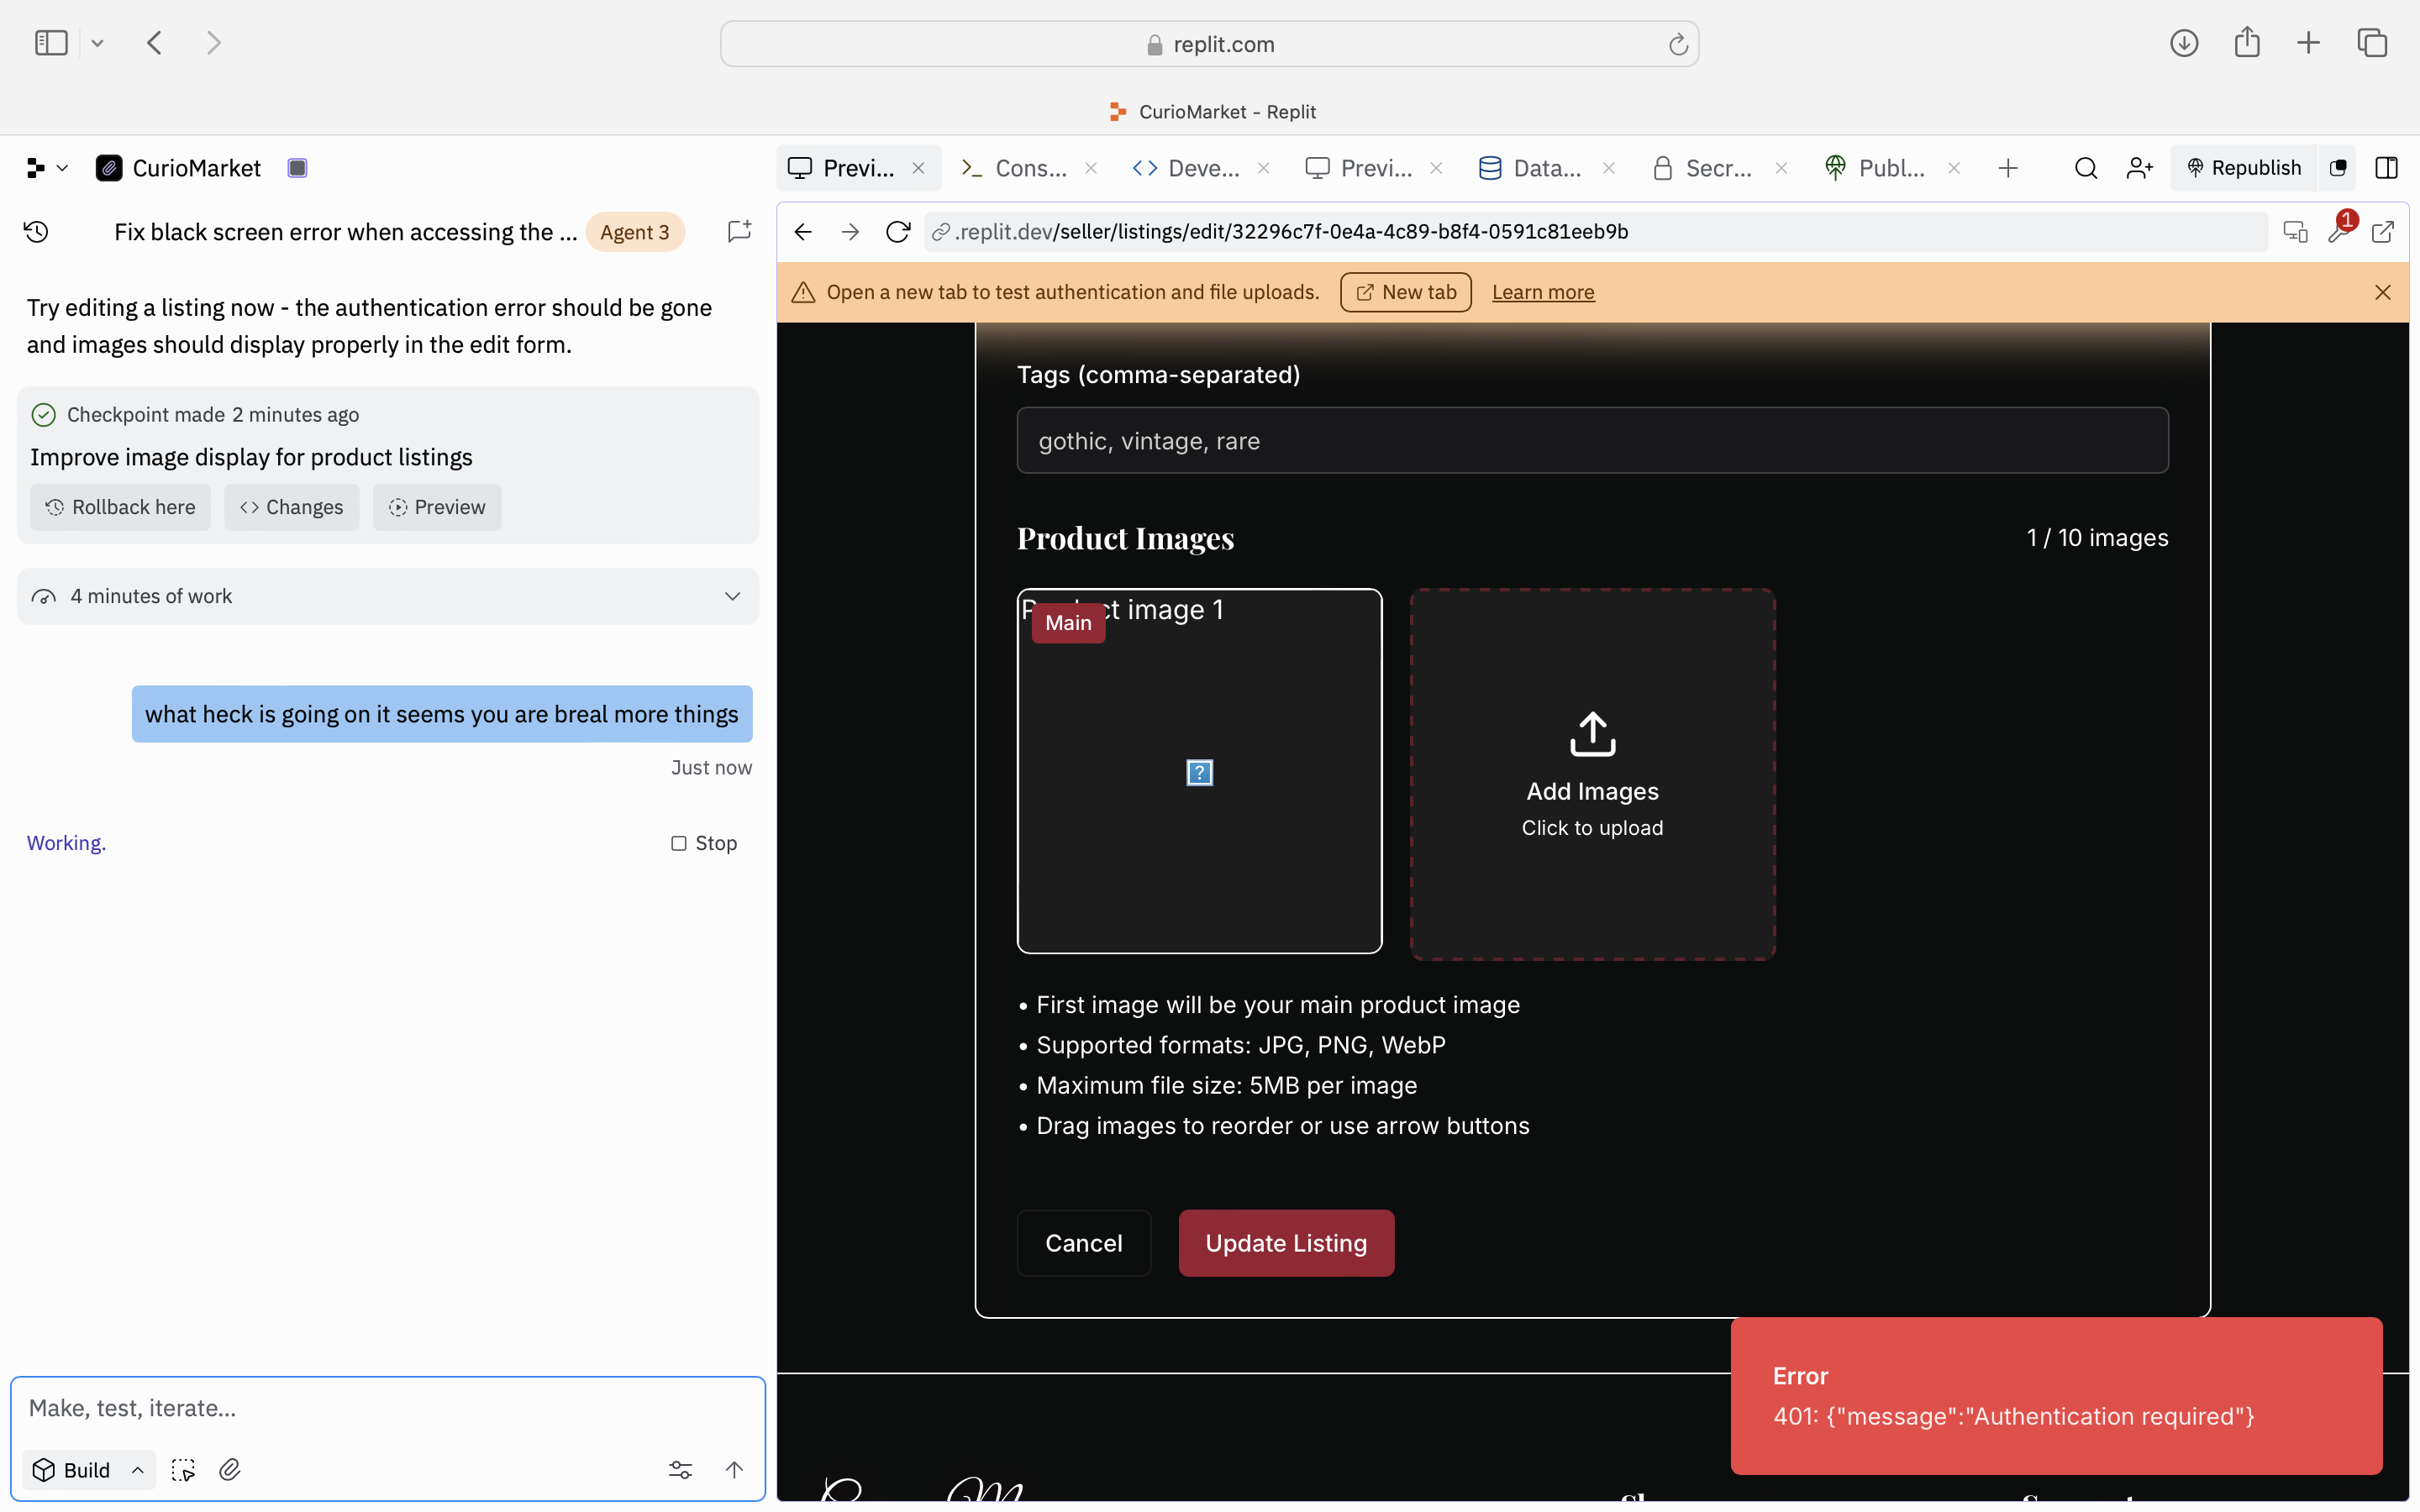 replit.com
CurioMarket - Replit
CurioMarket
Previ...
Cons...
Deve...
Previ...
Data...
Secr...
Publ...
Republish
Fix black screen error when accessing the ...
Agent 3
.replit.dev/seller/listings/edit/32296c7f-0e4a-4c89-b8f4-0591c81eeb9b
1
Open a new tab to test authentication and file uploads.
New tab
Learn more
Try editing a listing now - the authentication error should be gone
and images should display properly in the edit form.
Checkpoint made 2 minutes ago
Improve image display for product listings
Rollback here
Changes
Preview
4 minutes of work
what heck is going on it seems you are breal more things
Just now
Working.
Stop
Make, test, iterate...
Build
Tags (comma-separated)
gothic, vintage, rare
Product Images
1 / 10 images
Product image 1
Main
?
Add Images
Click to upload
• First image will be your main product image
• Supported formats: JPG, PNG, WebP
• Maximum file size: 5MB per image
• Drag images to reorder or use arrow buttons
Cancel
Update Listing
Error
401: {"message":"Authentication required"}